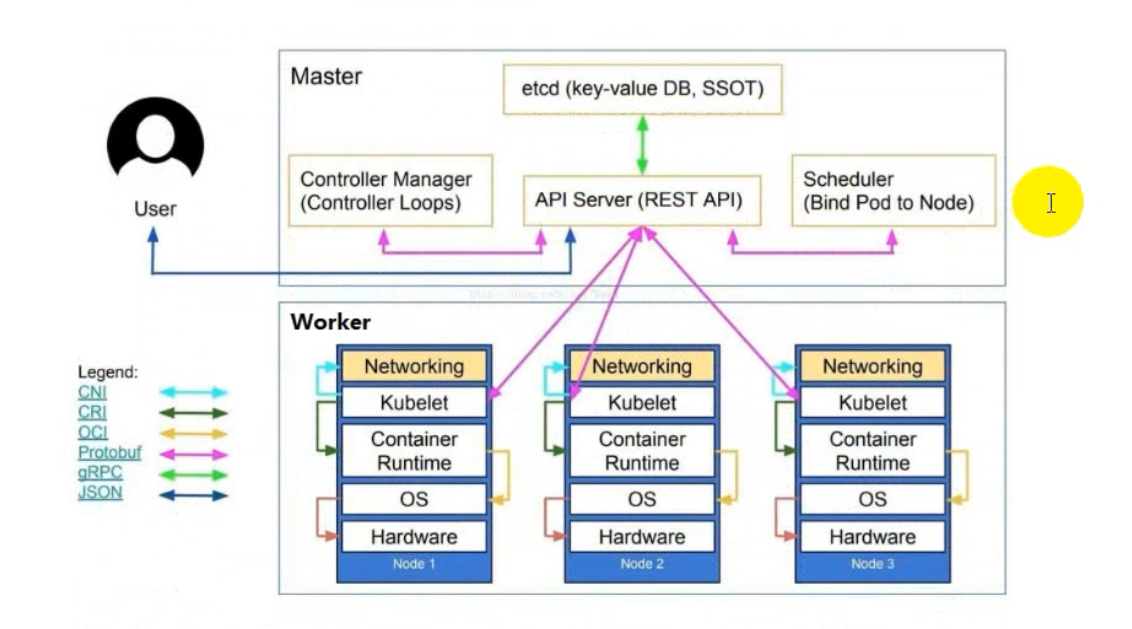 Master
etcd (key-value DB, SSOT)
Controller Manager
(Controller Loops)
API Server (REST API)
Scheduler
(Bind Pod to Node)
User
Worker
Legend:
CNI
CRI
OCI
Protobuf
gRPC
JSON
Networking
Kubelet
Container
Runtime
OS
Hardware
Node 1
Networking
Kubelet
Container
Runtime
OS
Hardware
Node 2
Networking
Kubelet
Container
Runtime
OS
Hardware
Node 3